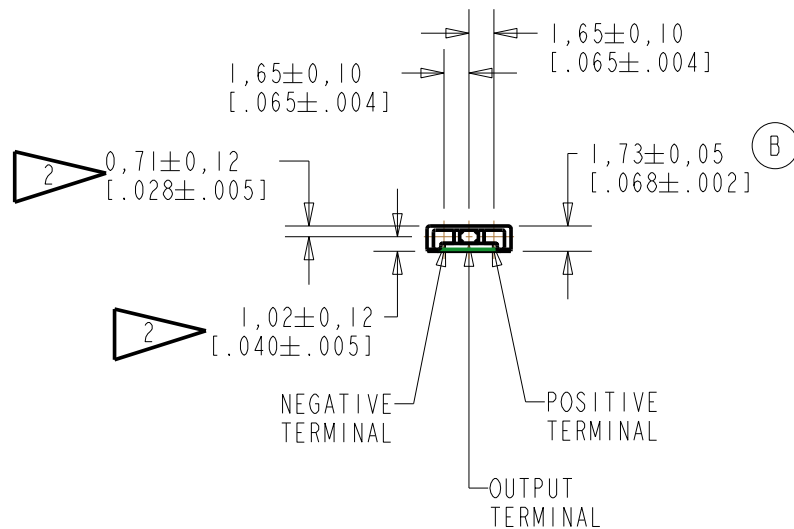 1,65±0,10
[.065±.004]
1,65±0,10
[.065±.004]
2
0,71±0,12
[.028±.005]
1,73±0,05
[.068±.002]
B
2
1,02±0,12
[.040±.005]
NEGATIVE
TERMINAL
POSITIVE
TERMINAL
OUTPUT
TERMINAL